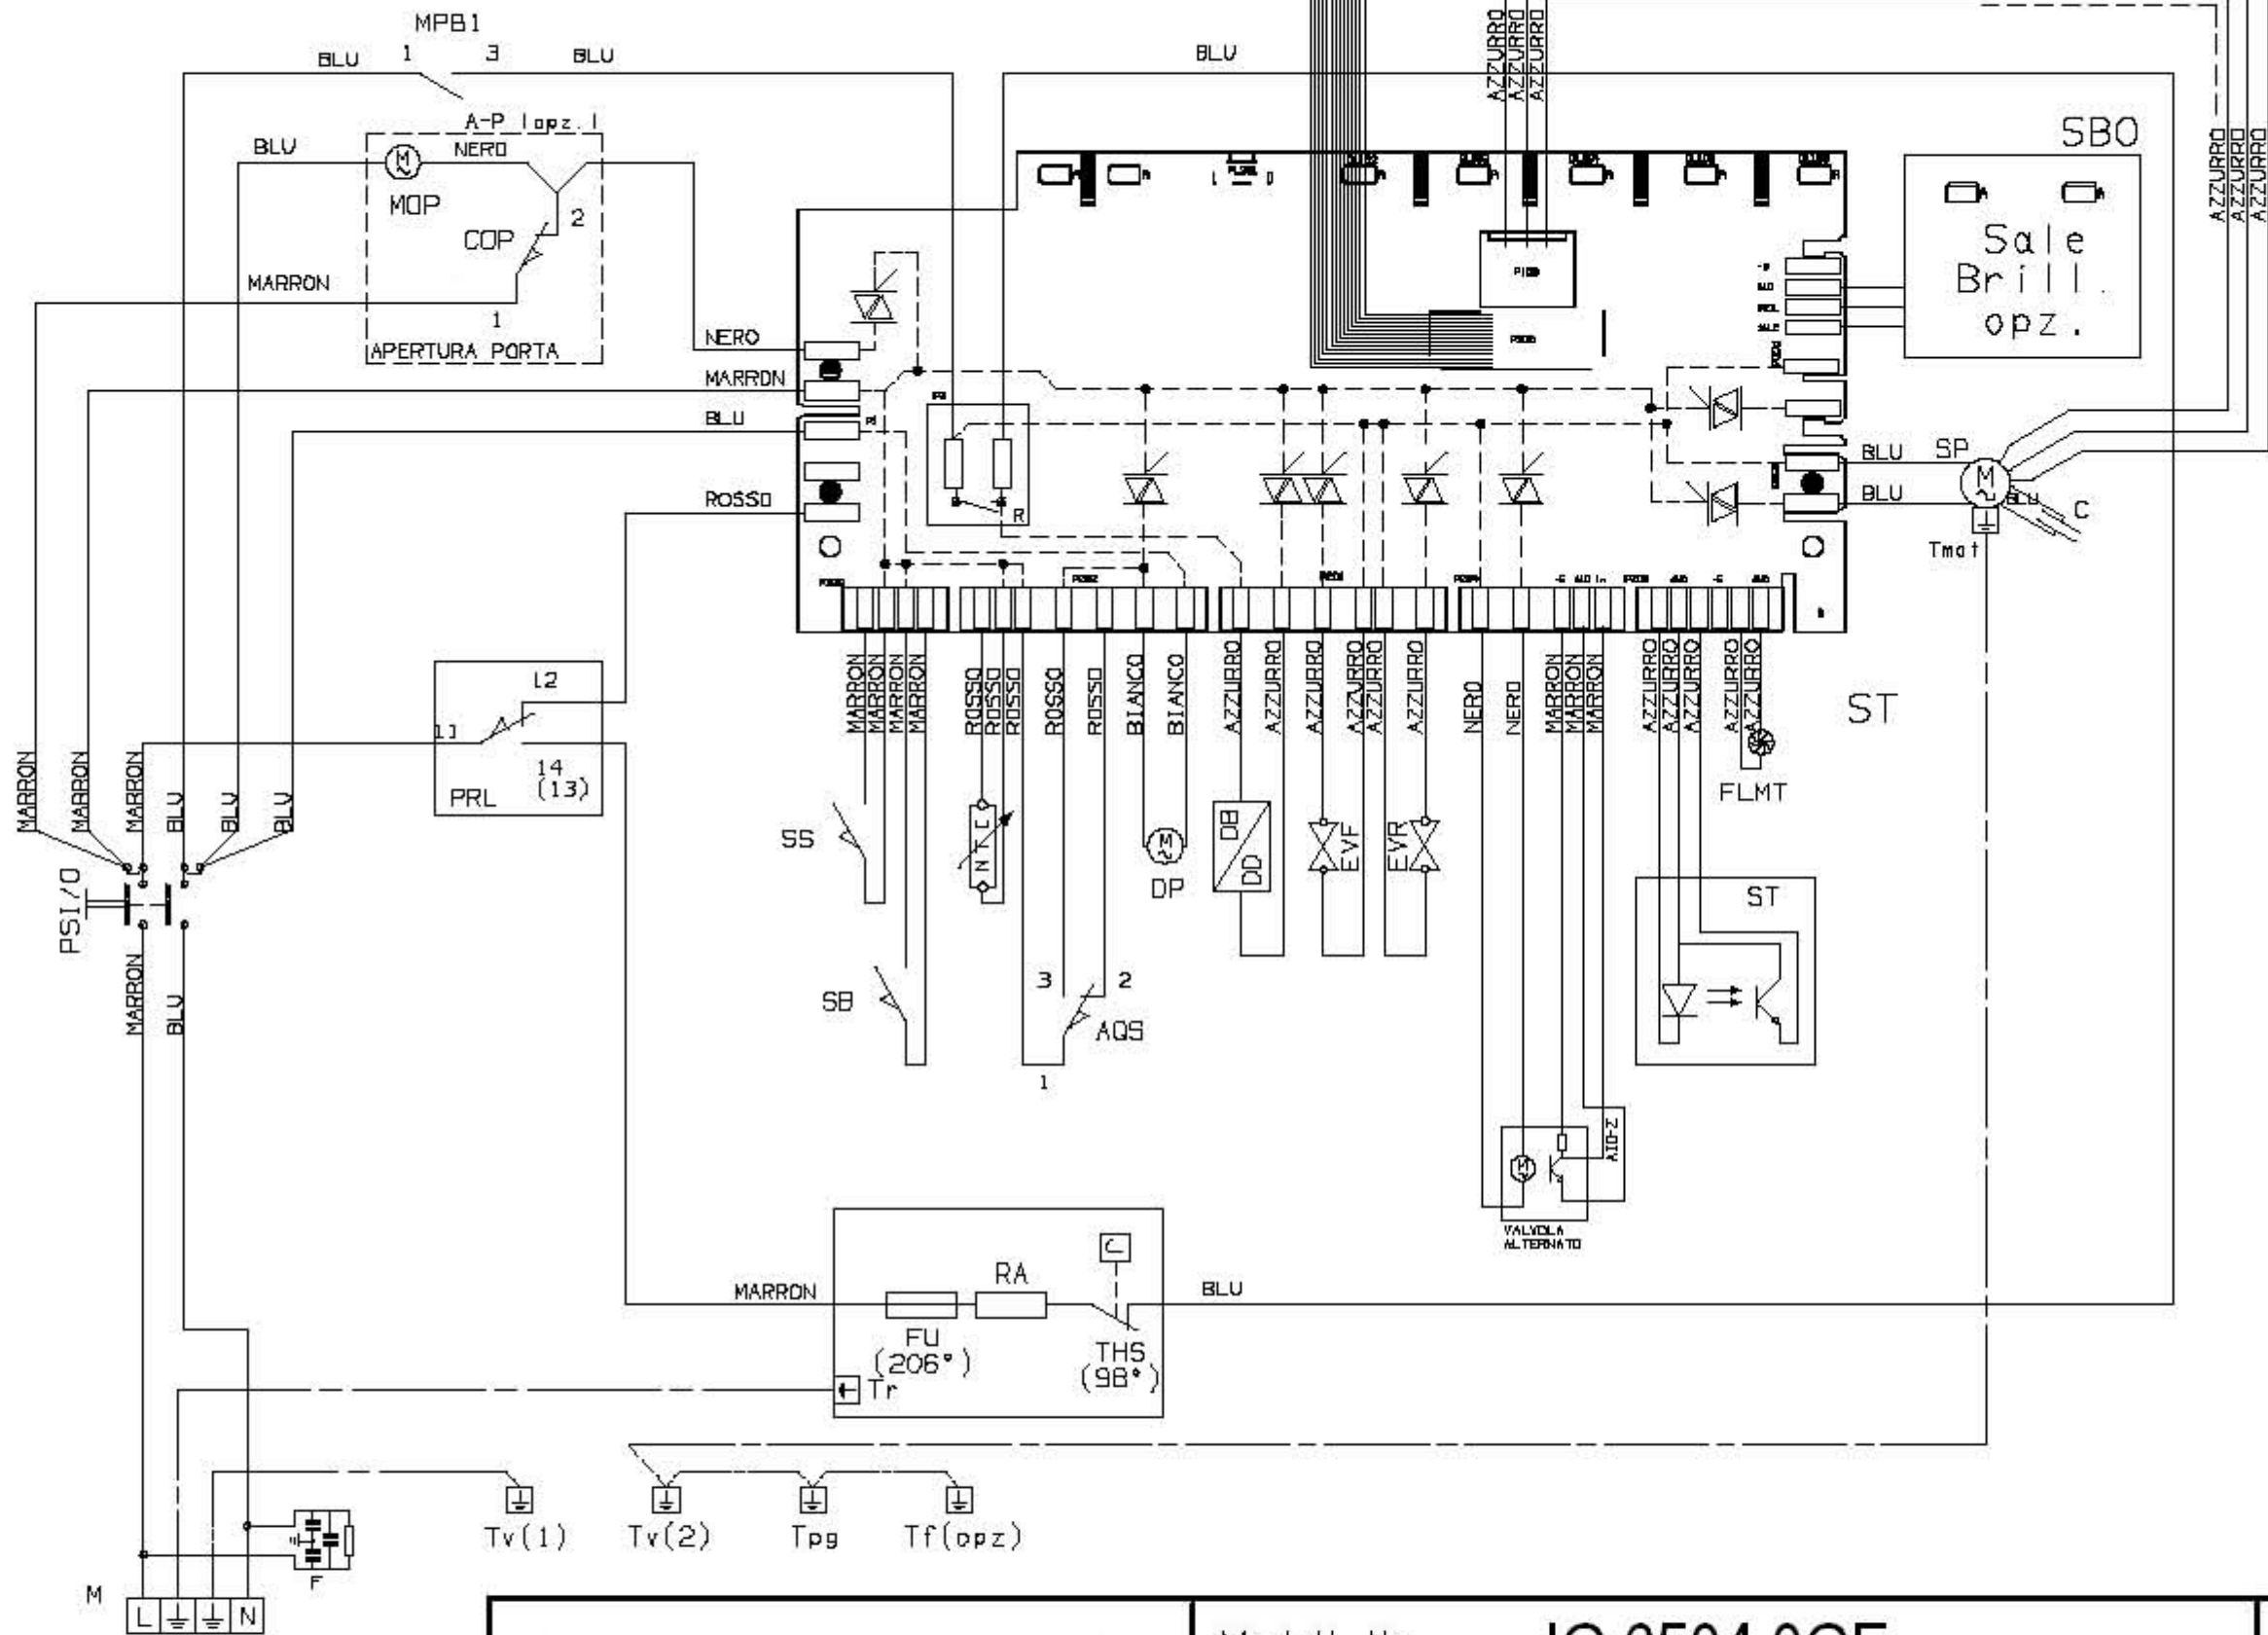 MPB1
BLU 1 3 BLU
BLU
AZZURRO
AZZURRO
AZZURRO
A-P (opz.)
BLU
NERO
MOP
COP
2
MARRON
1
APERTURA PORTA
SBO
Sale
Brill.
opz.
AZZURRO
AZZURRO
AZZURRO
NERO
MARRON
BLU
ROSSO
R
BLU
SP
M
BLU
BLU
C
Tmot
12
11
14
(13)
PRL
MARRON
MARRON
MARRON
BLU
BLU
BLU
PSI/O
MARRON
BLU
MARRON
MARRON
MARRON
MARRON
ROSSO
ROSSO
ROSSO
ROSSO
ROSSO
BIANCO
BIANCO
AZZURRO
AZZURRO
AZZURRO
AZZURRO
AZZURRO
AZZURRO
NERO
NERO
MARRON
MARRON
MARRON
AZZURRO
AZZURRO
AZZURRO
AZZURRO
AZZURRO
ST
FLMT
SS
NTC
M
DP
DB
DD
EVF
EVR
ST
SB
3
2
AQS
1
M
VALVOLA
ALTERNATO
MARRON
RA
BLU
FU
(206°)
THS
(98°)
Tr
Tv(1)
Tv(2)
Tpg
Tf(opz)
F
M
L
N